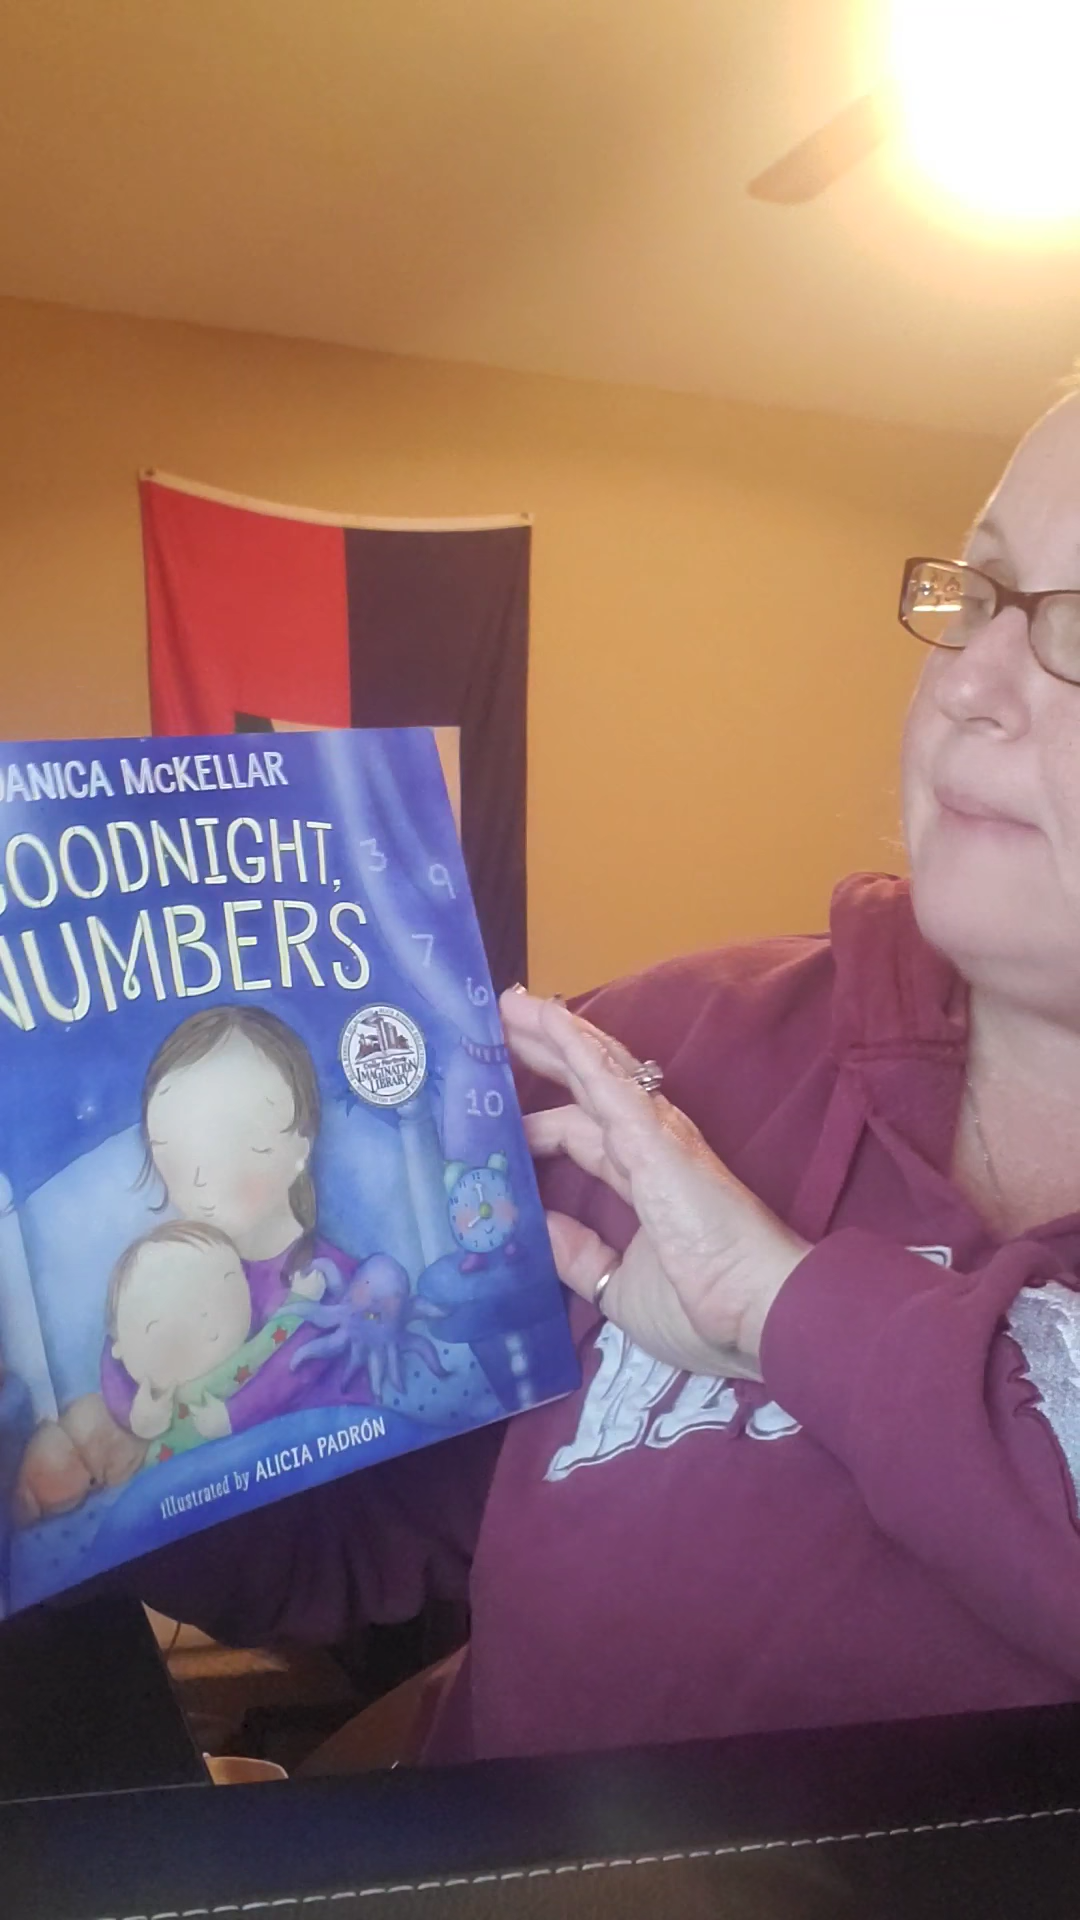 DANICA McKELLAR
GOODNIGHT,
NUMBERS
3
9
7
6
IMAGINATION
LIBRARY
10
illustrated by ALICIA PADRÓN